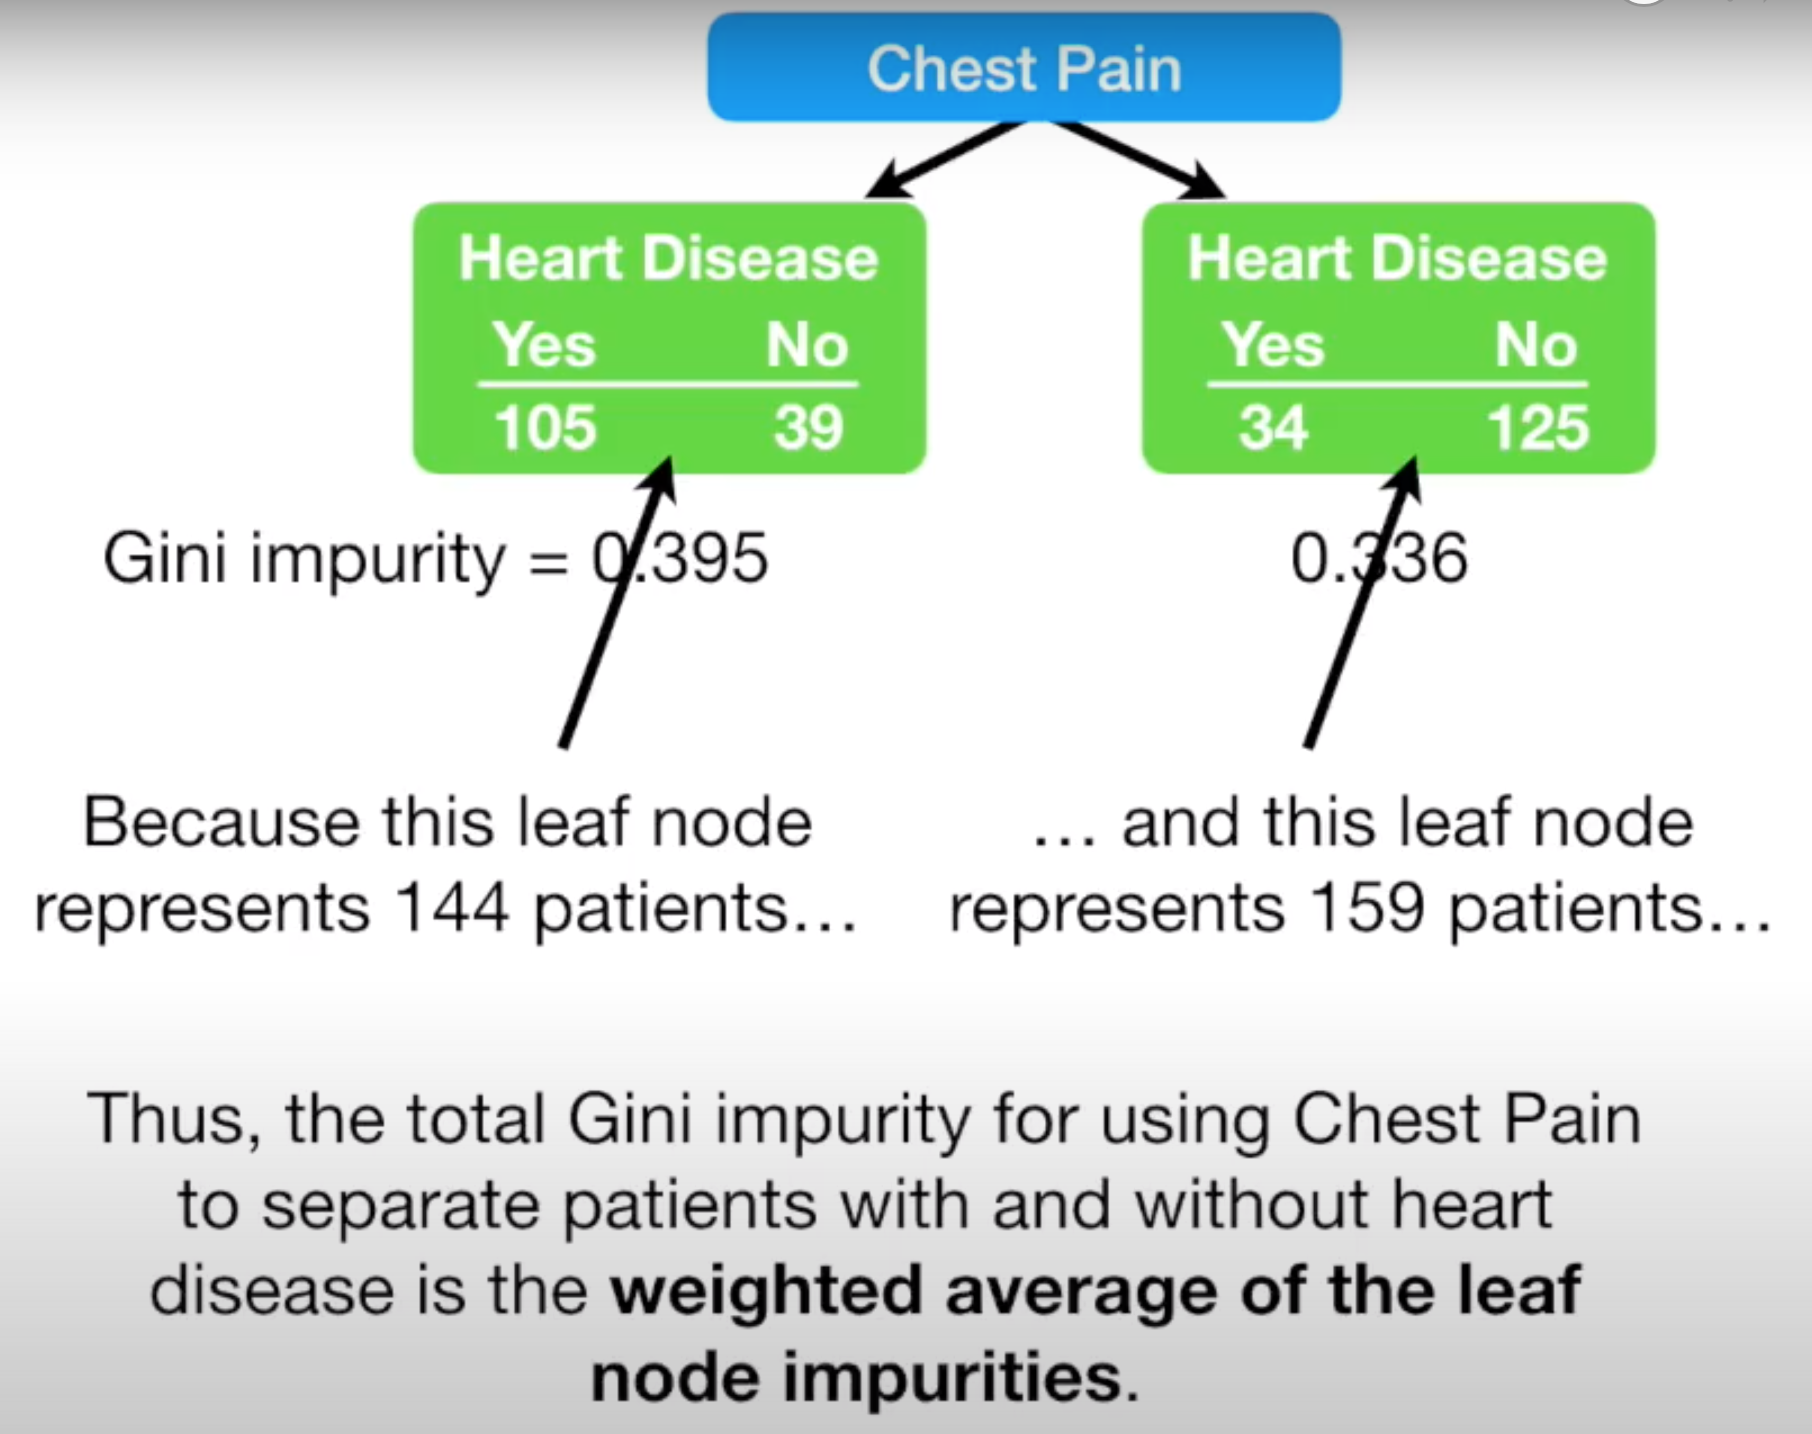 Chest Pain
Heart Disease
Yes No
105 39
Heart Disease
Yes No
34 125
Gini impurity = 0.395
0.336
Because this leaf node
represents 144 patients…
… and this leaf node
represents 159 patients…
Thus, the total Gini impurity for using Chest Pain
to separate patients with and without heart
disease is the weighted average of the leaf
node impurities.